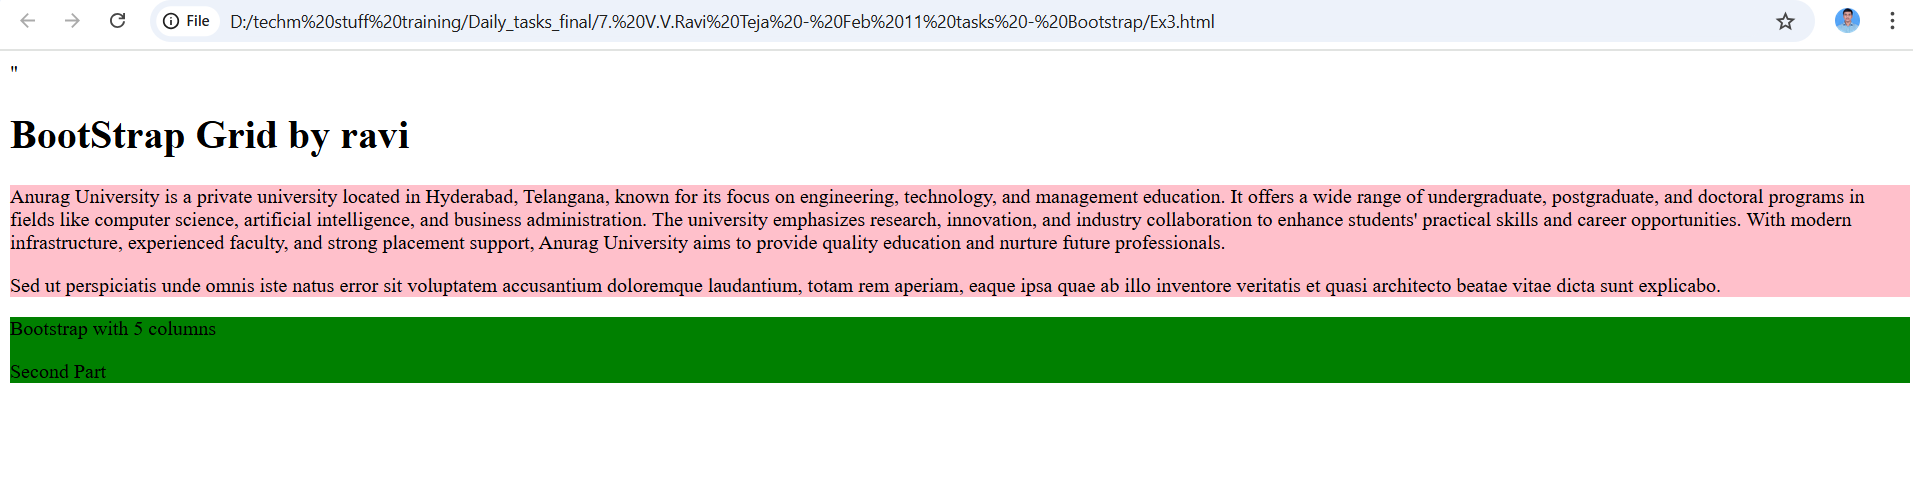 File D:/techm%20stuff%20training/Daily_tasks_final/7.%20V.V.Ravi%20Teja%20-%20Feb%2011%20tasks%20-%20Bootstrap/Ex3.html
"
BootStrap Grid by ravi
Anurag University is a private university located in Hyderabad, Telangana, known for its focus on engineering, technology, and management education. It offers a wide range of undergraduate, postgraduate, and doctoral programs in
fields like computer science, artificial intelligence, and business administration. The university emphasizes research, innovation, and industry collaboration to enhance students' practical skills and career opportunities. With modern
infrastructure, experienced faculty, and strong placement support, Anurag University aims to provide quality education and nurture future professionals.
Sed ut perspiciatis unde omnis iste natus error sit voluptatem accusantium doloremque laudantium, totam rem aperiam, eaque ipsa quae ab illo inventore veritatis et quasi architecto beatae vitae dicta sunt explicabo.
Bootstrap with 5 columns
Second Part